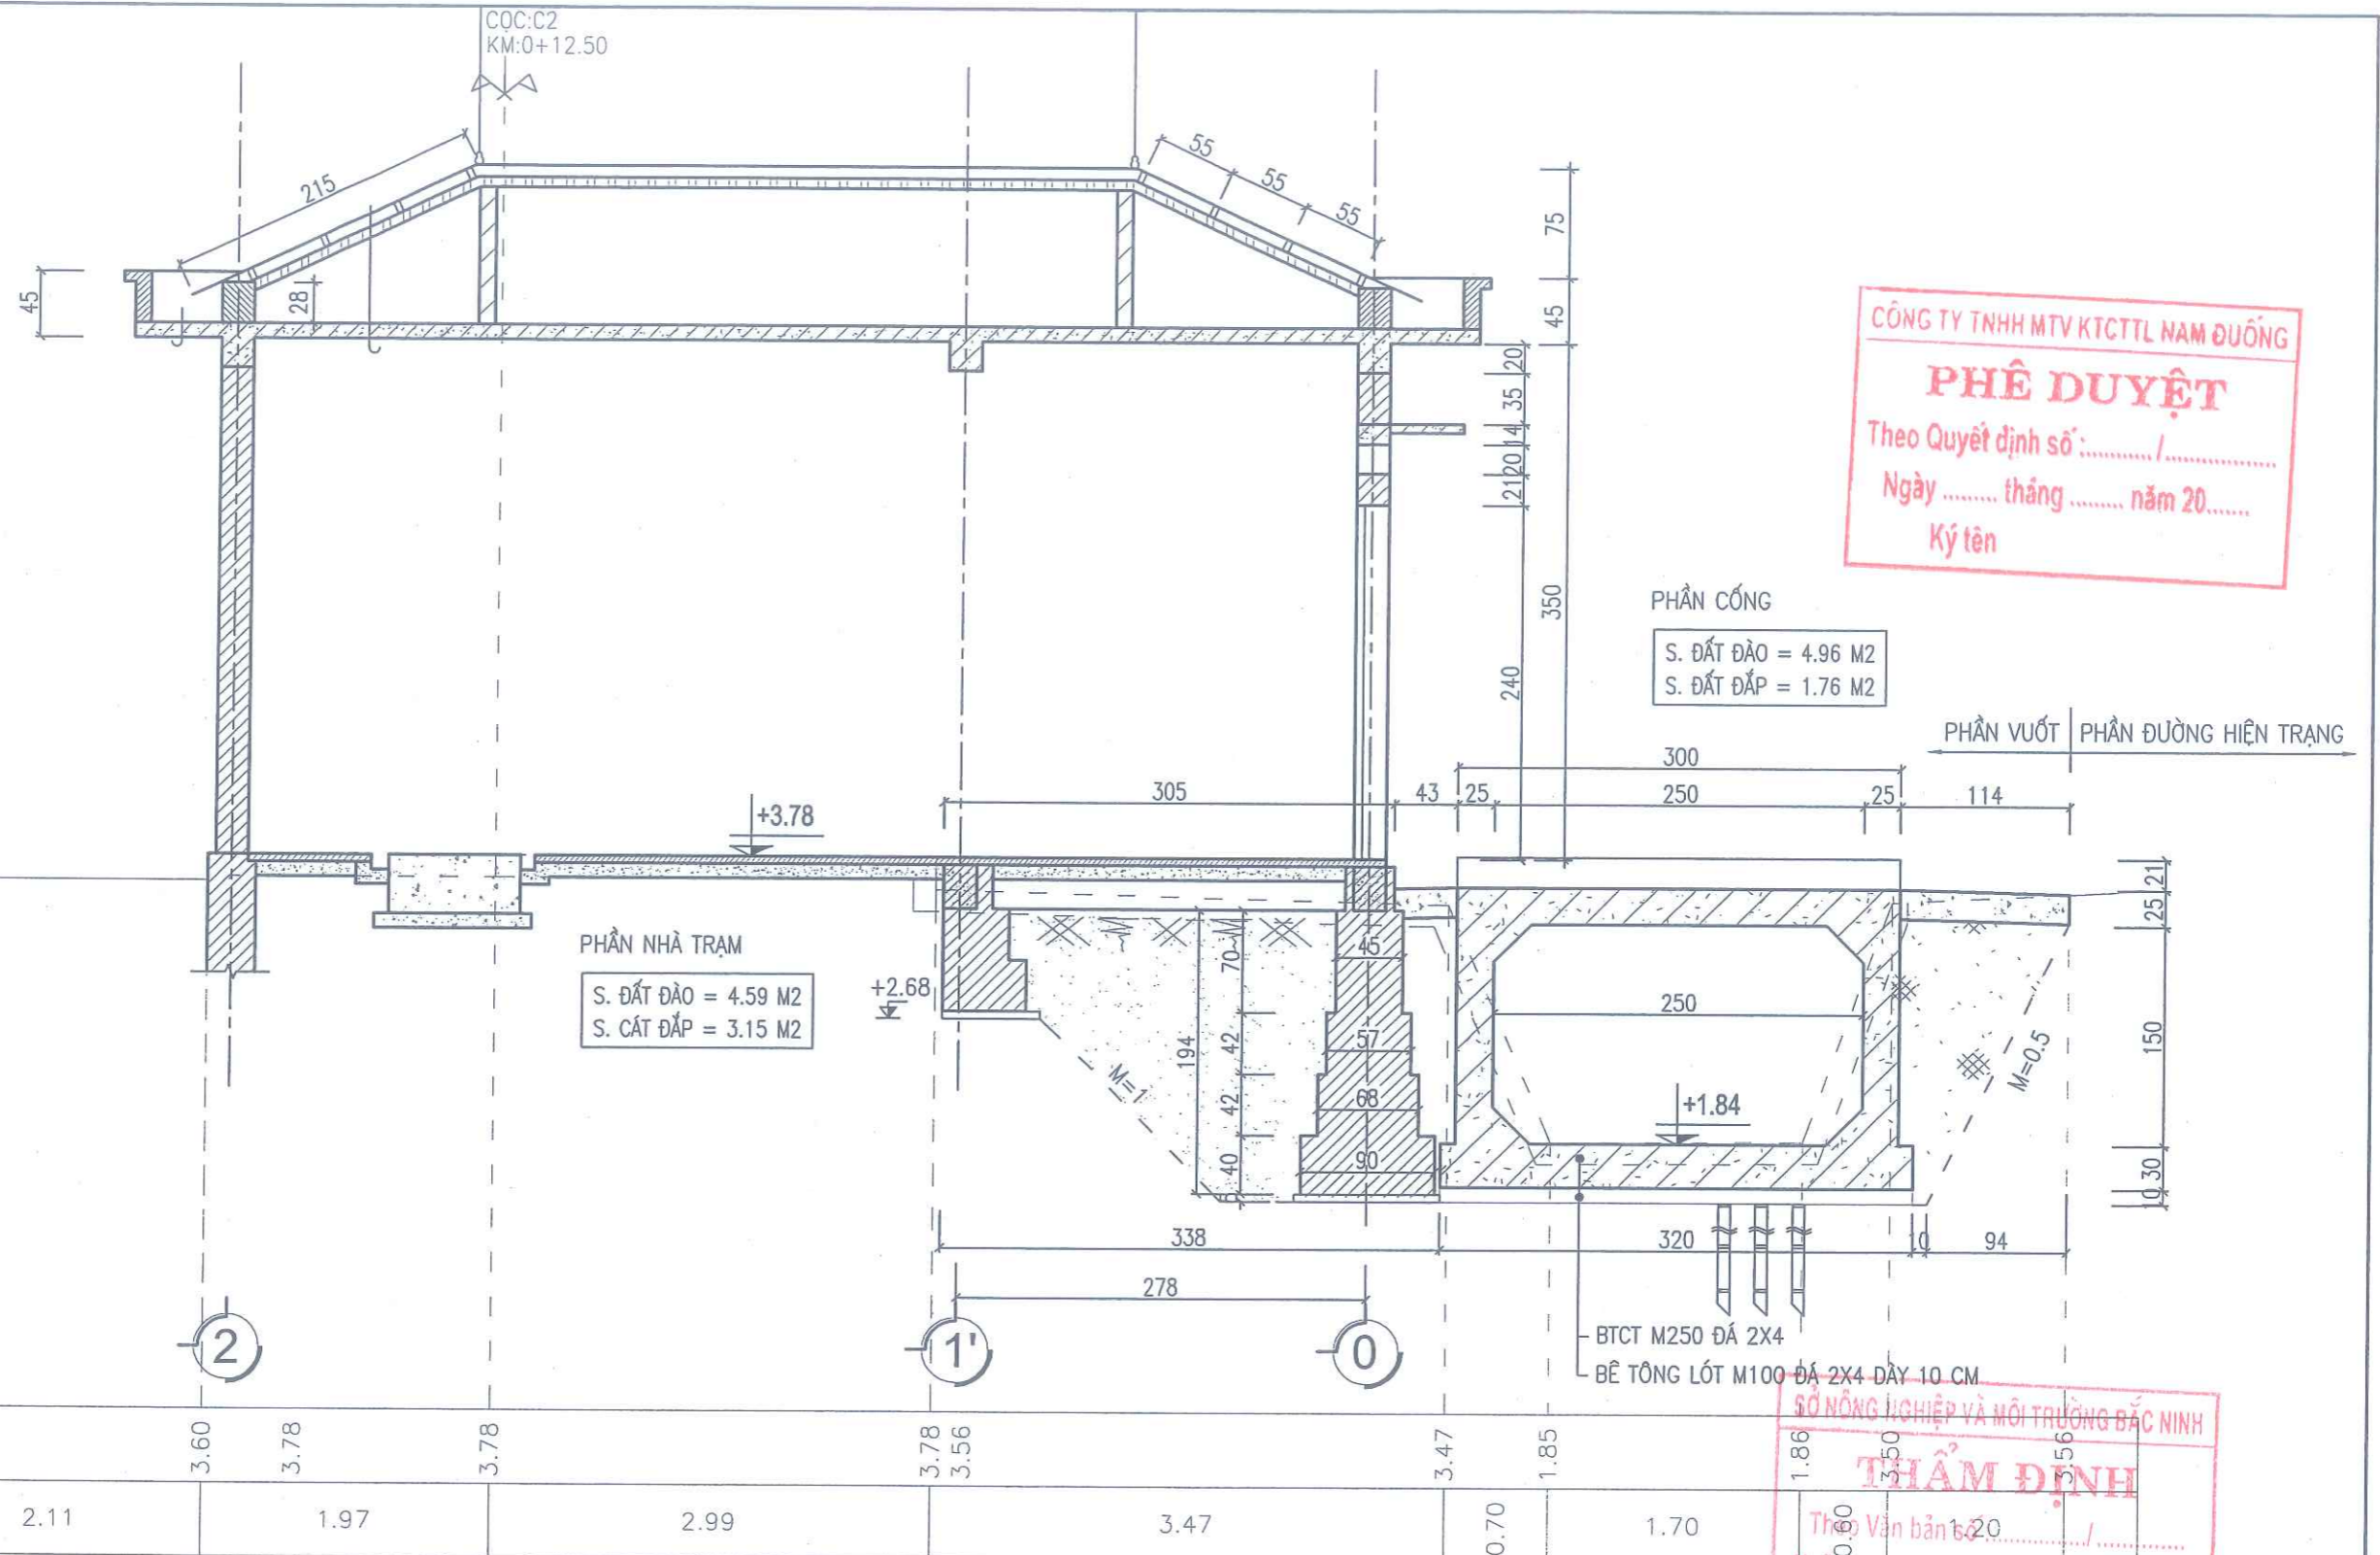 CỌC:C2
KM:0+12.50
215
55
55
55
75
45
28
45
20
35
14
20
21
350
240
CÔNG TY TNHH MTV KTCTTL NAM ĐUỐNG
PHÊ DUYỆT
Theo Quyết định số:.........../.................
Ngày ......... tháng ......... năm 20.......
Ký tên
PHẦN CỐNG
S. ĐẤT ĐÀO = 4.96 M2
S. ĐẤT ĐẮP = 1.76 M2
PHẦN VUỐT PHẦN ĐƯỜNG HIỆN TRẠNG
300
305 43 25 250 25 114
+3.78
21
25
150
30
10
PHẦN NHÀ TRẠM
S. ĐẤT ĐÀO = 4.59 M2
S. CÁT ĐẮP = 3.15 M2
+2.68
194
70
42
42
40
45
57
68
90
M=1
250
+1.84
M=0.5
338 320 10 94
278
2 1' 0
BTCT M250 ĐÁ 2X4
BÊ TÔNG LÓT M100 ĐÁ 2X4 DÀY 10 CM
SỞ NÔNG NGHIỆP VÀ MÔI TRƯỜNG BẮC NINH
THẨM ĐỊNH
Theo Văn bản số.............../..............
3.60 3.78 3.78 3.78 3.56 3.47 1.85 1.86 3.50 3.56
2.11 1.97 2.99 3.47 0.70 1.70 0.60 1.20